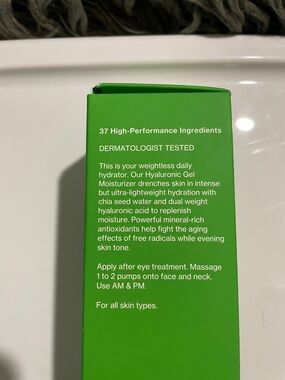 37 High-Performance Ingredients
DERMATOLOGIST TESTED
This is your weightless daily
hydrator. Our Hyaluronic Gel
Moisturizer drenches skin in intense
but ultra-lightweight hydration with
chia seed water and dual weight
hyaluronic acid to replenish
moisture. Powerful mineral-rich
antioxidants help fight the aging
effects of free radicals while evening
skin tone.
Apply after eye treatment. Massage
1 to 2 pumps onto face and neck.
Use AM & PM.
For all skin types.